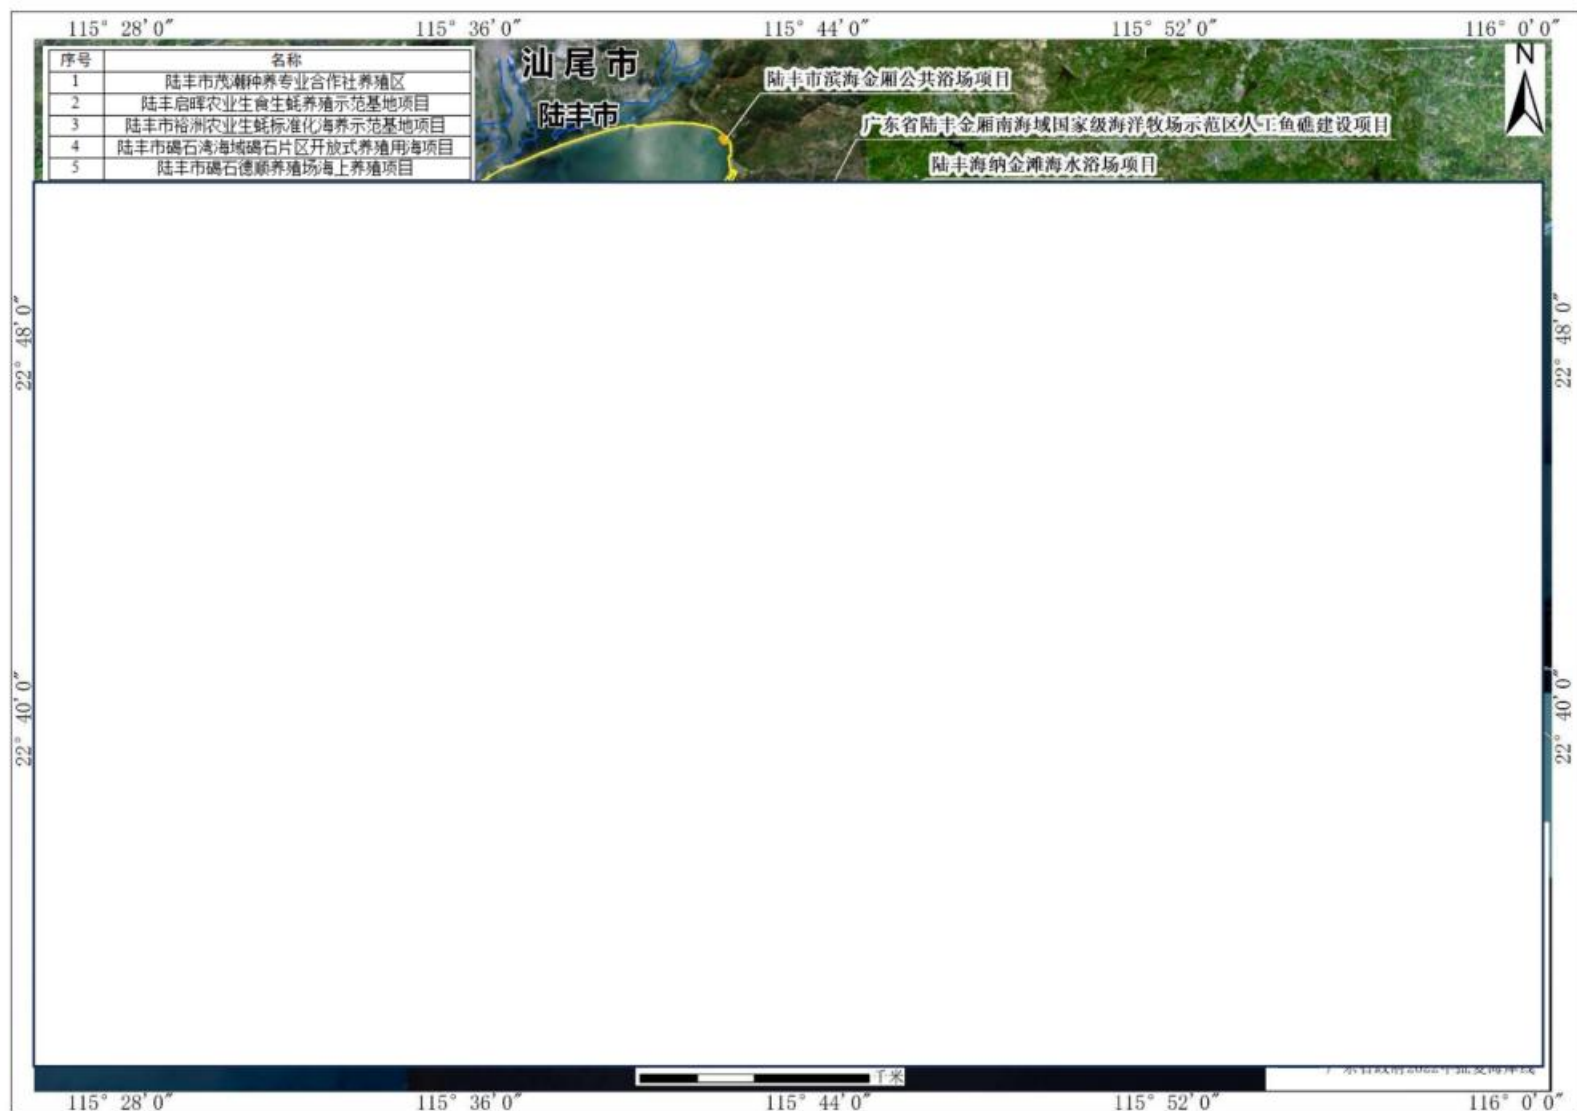 115° 28′0″ 115° 36′0″ 115° 44′0″ 115° 52′0″ 116° 0′0″
序号 名称
1 陆丰市茂潮种养专业合作社养殖区
2 陆丰启晖农业生食生蚝养殖示范基地项目
3 陆丰市裕洲农业生蚝标准化海养示范基地项目
4 陆丰市碣石湾海域碣石片区开放式养殖用海项目
5 陆丰市碣石德顺养殖场海上养殖项目
汕尾市
陆丰市
陆丰市滨海金厢公共浴场项目
广东省陆丰金厢南海域国家级海洋牧场示范区人工鱼礁建设项目
陆丰海纳金滩海水浴场项目
N
22° 48′0″
22° 48′0″
22° 40′0″
22° 40′0″
千米
115° 28′0″ 115° 36′0″ 115° 44′0″ 115° 52′0″ 116° 0′0″